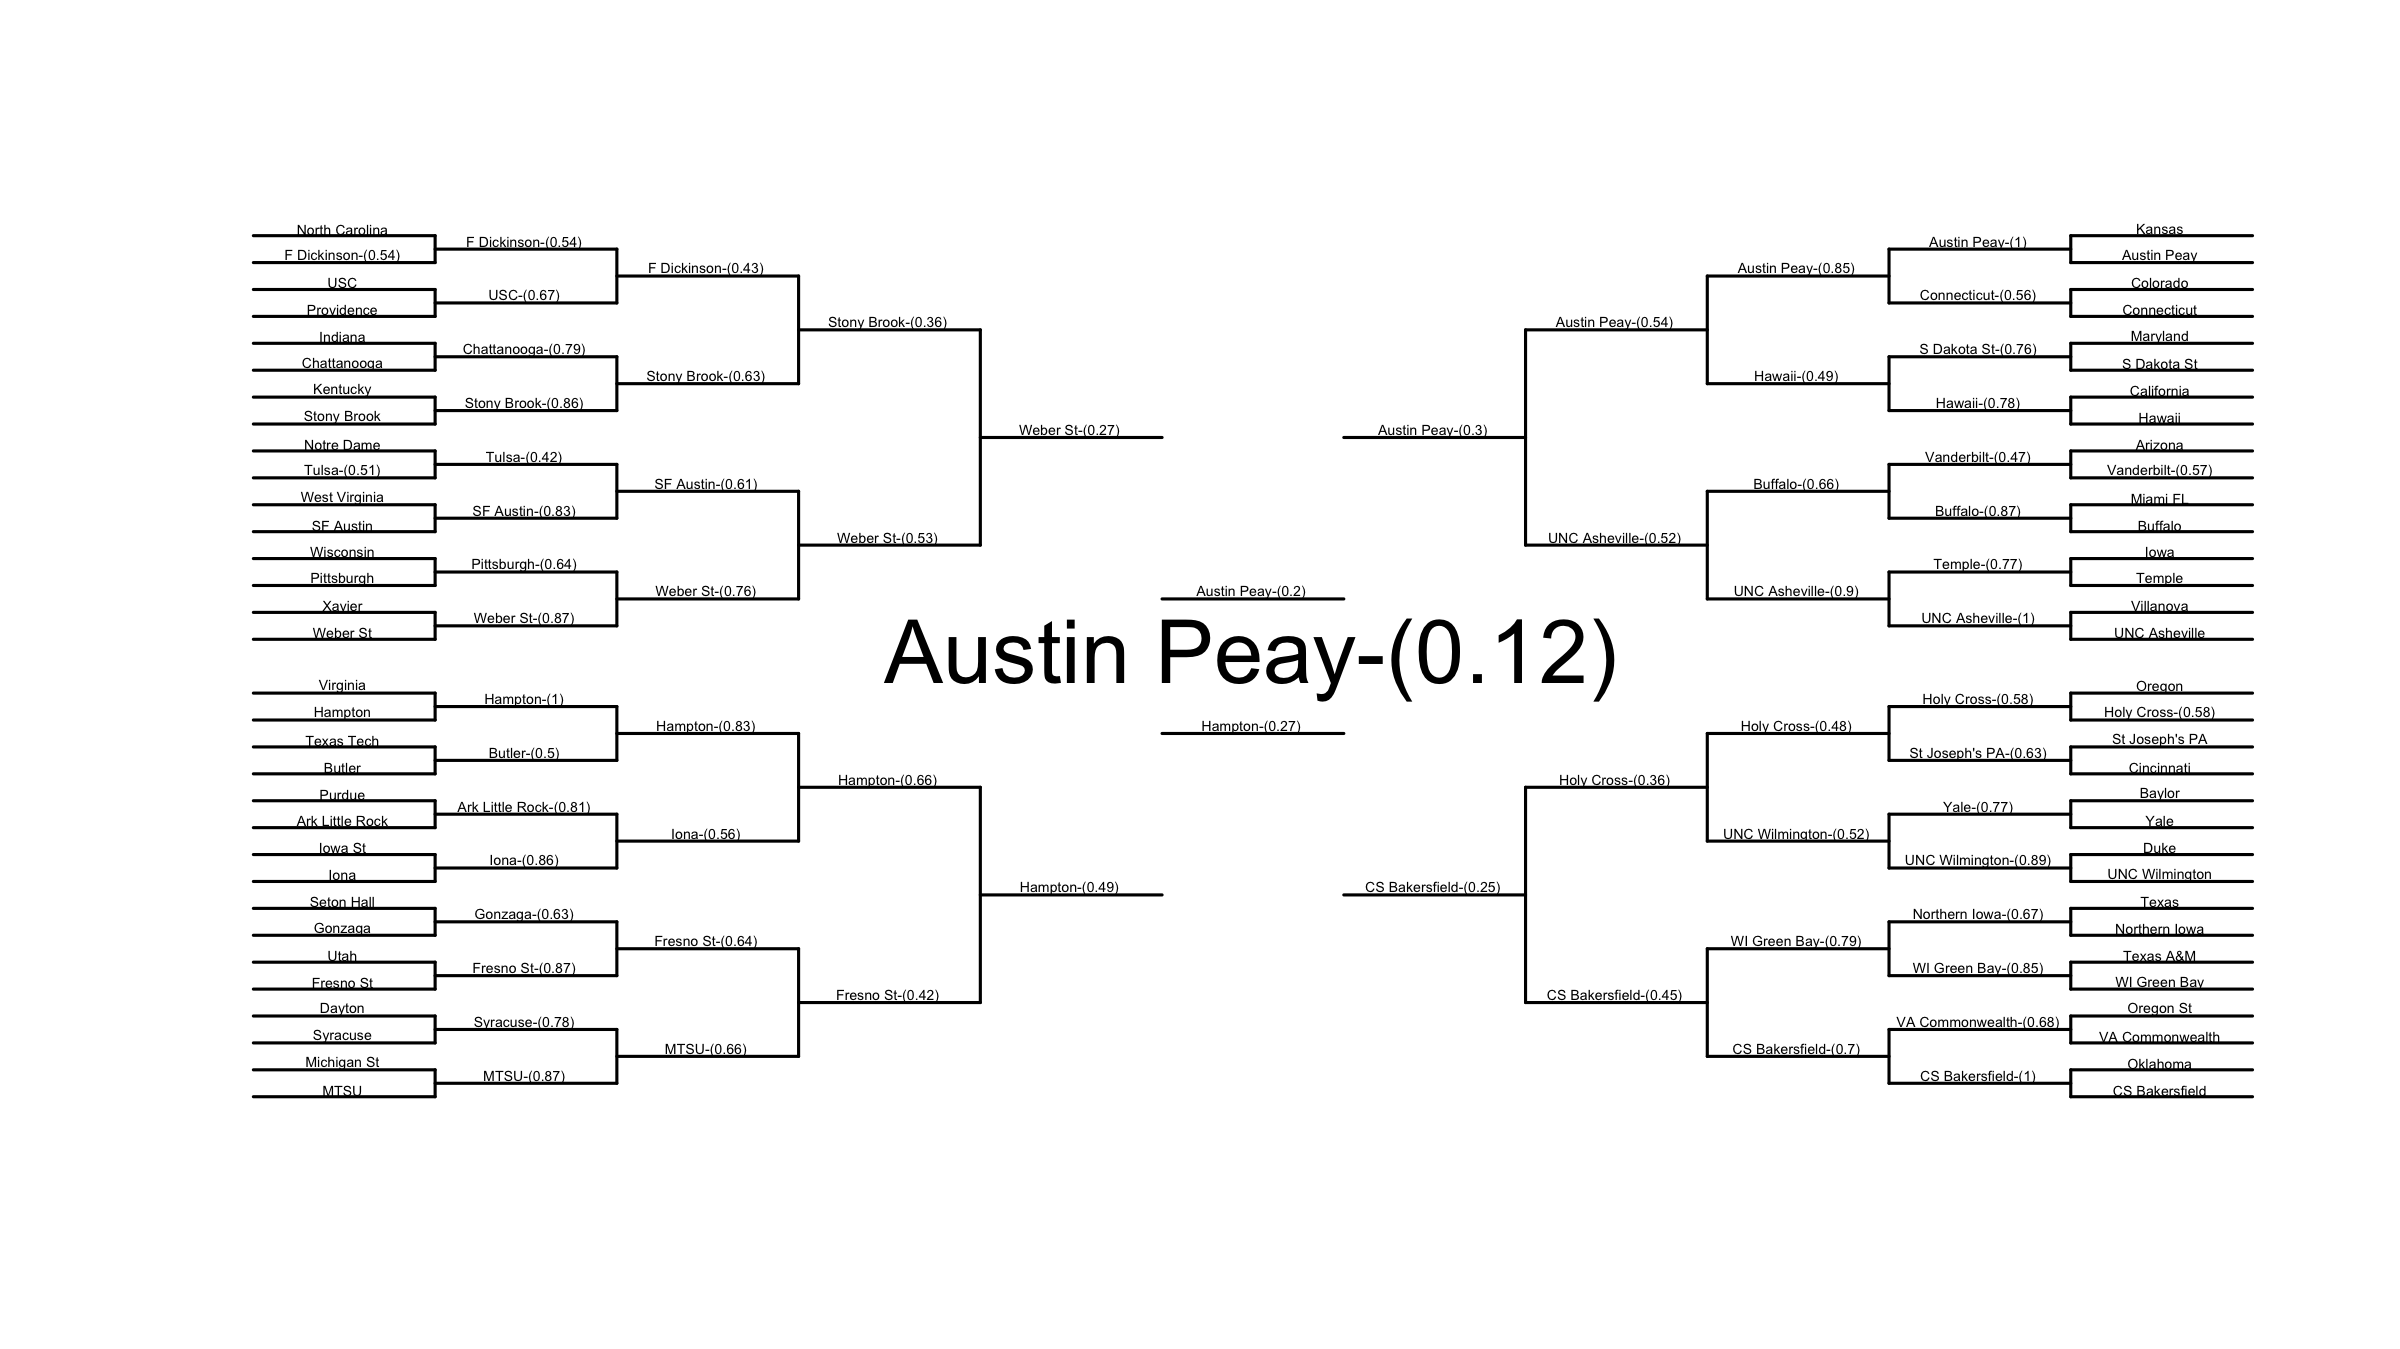 North Carolina
F Dickinson-(0.54)
USC
Providence
Indiana
Chattanooga
Kentucky
Stony Brook
Notre Dame
Tulsa-(0.51)
West Virginia
SF Austin
Wisconsin
Pittsburgh
Xavier
Weber St
Virginia
Hampton
Texas Tech
Butler
Purdue
Ark Little Rock
Iowa St
Iona
Seton Hall
Gonzaga
Utah
Fresno St
Dayton
Syracuse
Michigan St
MTSU
F Dickinson-(0.54)
USC-(0.67)
Chattanooga-(0.79)
Stony Brook-(0.86)
Tulsa-(0.42)
SF Austin-(0.83)
Pittsburgh-(0.64)
Weber St-(0.87)
Hampton-(1)
Butler-(0.5)
Ark Little Rock-(0.81)
Iona-(0.86)
Gonzaga-(0.63)
Fresno St-(0.87)
Syracuse-(0.78)
MTSU-(0.87)
F Dickinson-(0.43)
Stony Brook-(0.63)
SF Austin-(0.61)
Weber St-(0.76)
Hampton-(0.83)
Iona-(0.56)
Fresno St-(0.64)
MTSU-(0.66)
Stony Brook-(0.36)
Weber St-(0.53)
Hampton-(0.66)
Fresno St-(0.42)
Weber St-(0.27)
Hampton-(0.49)
Austin Peay-(0.2)
Austin Peay-(0.12)
Hampton-(0.27)
Austin Peay-(0.3)
CS Bakersfield-(0.25)
Austin Peay-(0.54)
UNC Asheville-(0.52)
Holy Cross-(0.36)
CS Bakersfield-(0.45)
Austin Peay-(0.85)
Hawaii-(0.49)
Buffalo-(0.66)
UNC Asheville-(0.9)
Holy Cross-(0.48)
UNC Wilmington-(0.52)
WI Green Bay-(0.79)
CS Bakersfield-(0.7)
Austin Peay-(1)
Connecticut-(0.56)
S Dakota St-(0.76)
Hawaii-(0.78)
Vanderbilt-(0.47)
Buffalo-(0.87)
Temple-(0.77)
UNC Asheville-(1)
Holy Cross-(0.58)
St Joseph's PA-(0.63)
Yale-(0.77)
UNC Wilmington-(0.89)
Northern Iowa-(0.67)
WI Green Bay-(0.85)
VA Commonwealth-(0.68)
CS Bakersfield-(1)
Kansas
Austin Peay
Colorado
Connecticut
Maryland
S Dakota St
California
Hawaii
Arizona
Vanderbilt-(0.57)
Miami FL
Buffalo
Iowa
Temple
Villanova
UNC Asheville
Oregon
Holy Cross-(0.58)
St Joseph's PA
Cincinnati
Baylor
Yale
Duke
UNC Wilmington
Texas
Northern Iowa
Texas A&M
WI Green Bay
Oregon St
VA Commonwealth
Oklahoma
CS Bakersfield